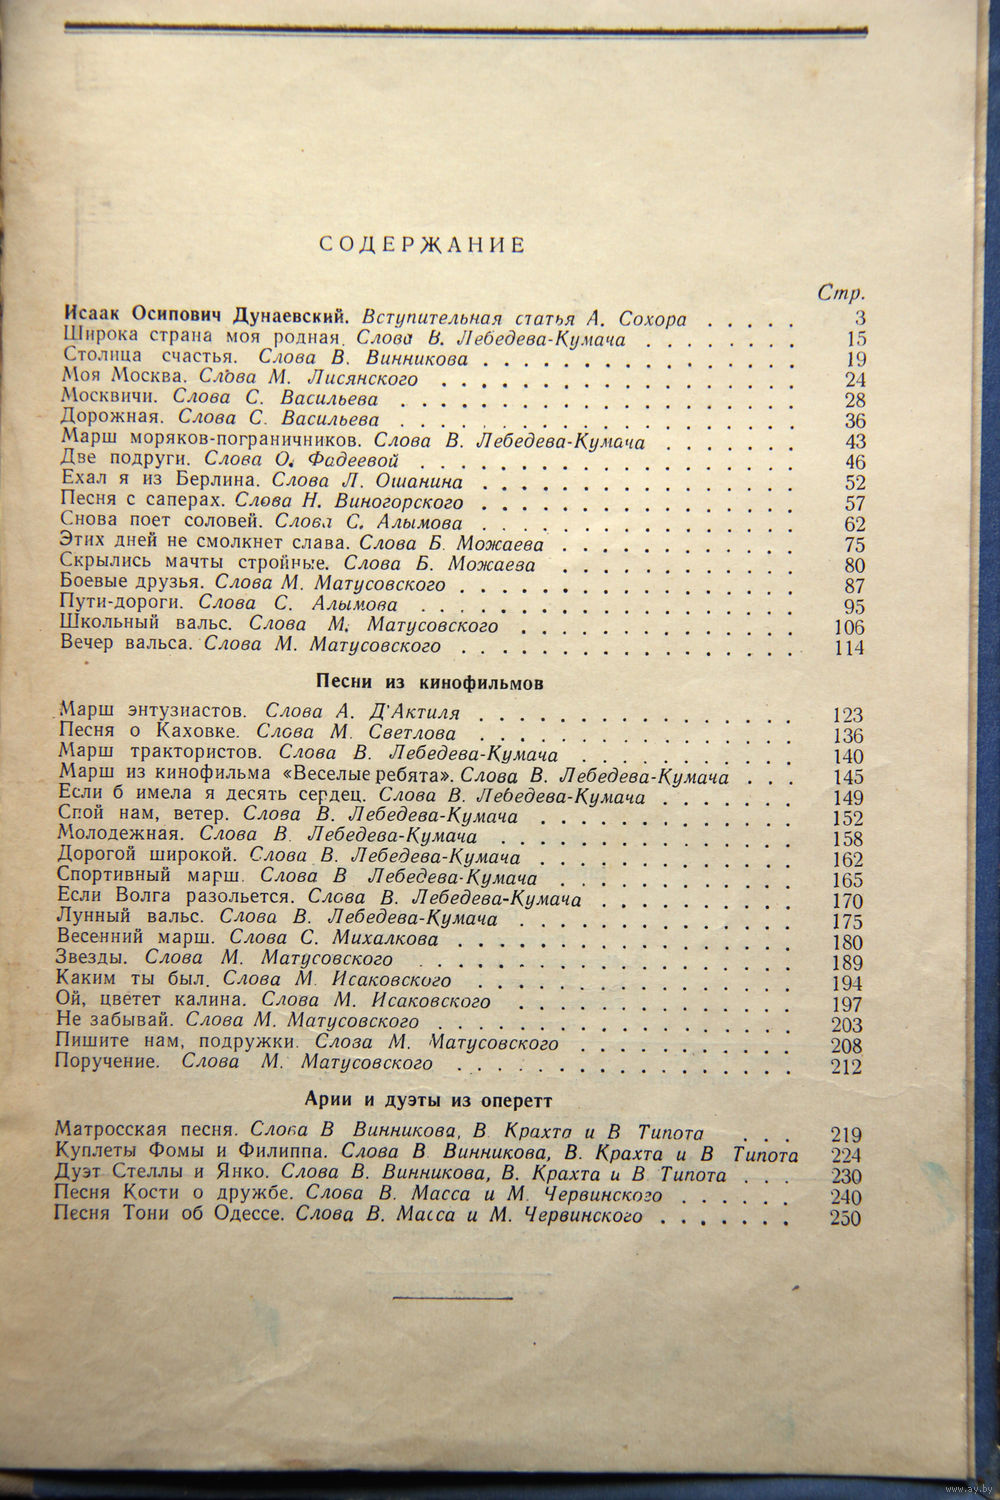 СОДЕРЖАНИЕ
Стр.
Исаак Осипович Дунаевский. Вступительная статья А. Сохора . . . . . 3
Широка страна моя родная. Слова В. Лебедева-Кумача . . . . . . . . 15
Столица счастья. Слова В. Винникова . . . . . . . . . . . . 19
Моя Москва. Слова М. Лисянского . . . . . . . . . . . . . . 24
Москвичи. Слова С. Васильева . . . . . . . . . . . . . . . 28
Дорожная. Слова С. Васильева . . . . . . . . . . . . . . . 36
Марш моряков-пограничников. Слова В. Лебедева-Кумача . . . . . . . 43
Две подруги. Слова О. Фадеевой . . . . . . . . . . . . . . 46
Ехал я из Берлина. Слова Л. Ошанина . . . . . . . . . . . . 52
Песня с саперах. Слова Н. Виногорского . . . . . . . . . . . . 57
Снова поет соловей. Слова С. Алымова . . . . . . . . . . . . 62
Этих дней не смолкнет слава. Слова Б. Можаева . . . . . . . . . 75
Скрылись мачты стройные. Слова Б. Можаева . . . . . . . . . 80
Боевые друзья. Слова М. Матусовского . . . . . . . . . . . . . 87
Пути-дороги. Слова С. Алымова . . . . . . . . . . . . . . 95
Школьный вальс. Слова М. Матусовского . . . . . . . . . . . 106
Вечер вальса. Слова М. Матусовского . . . . . . . . . . . . . 114
Песни из кинофильмов
Марш энтузиастов. Слова А. Д'Актиля . . . . . . . . . . . . 123
Песня о Каховке. Слова М. Светлова . . . . . . . . . . . . 136
Марш трактористов. Слова В. Лебедева-Кумача . . . . . . . . . 140
Марш из кинофильма «Веселые ребята». Слова В. Лебедева-Кумача . . . 145
Если б имела я десять сердец. Слова В. Лебедева-Кумача . . . . . . . 149
Спой нам, ветер. Слова В. Лебедева-Кумача . . . . . . . . . . 152
Молодежная. Слова В. Лебедева-Кумача . . . . . . . . . . . . 158
Дорогой широкой. Слова В. Лебедева-Кумача . . . . . . . . . . 162
Спортивный марш. Слова В Лебедева-Кумача . . . . . . . . . 165
Если Волга разольется. Слова В. Лебедева-Кумача . . . . . . . . 170
Лунный вальс. Слова В. Лебедева-Кумача . . . . . . . . . . . 175
Весенний марш. Слова С. Михалкова . . . . . . . . . . . . . 180
Звезды. Слова М. Матусовского . . . . . . . . . . . . . . 189
Каким ты был. Слова М. Исаковского . . . . . . . . . . . . 194
Ой, цветет калина. Слова М. Исаковского . . . . . . . . . . . 197
Не забывай. Слова М. Матусовского . . . . . . . . . . . . . . 203
Пишите нам, подружки. Слова М. Матусовского . . . . . . . . 208
Поручение. Слова М. Матусовского . . . . . . . . . . . . . 212
Арии и дуэты из оперетт
Матросская песня. Слова В Винникова, В. Крахта и В Типота . . . 219
Куплеты Фомы и Филиппа. Слова В Винникова, В. Крахта и В Типота 224
Дуэт Стеллы и Янко. Слова В. Винникова, В. Крахта и В Типота . . . 230
Песня Кости о дружбе. Слова В. Масса и М. Червинского . . . . . . 240
Песня Тони об Одессе. Слова В. Масса и М. Червинского . . . . . . . 250
www.ay.by